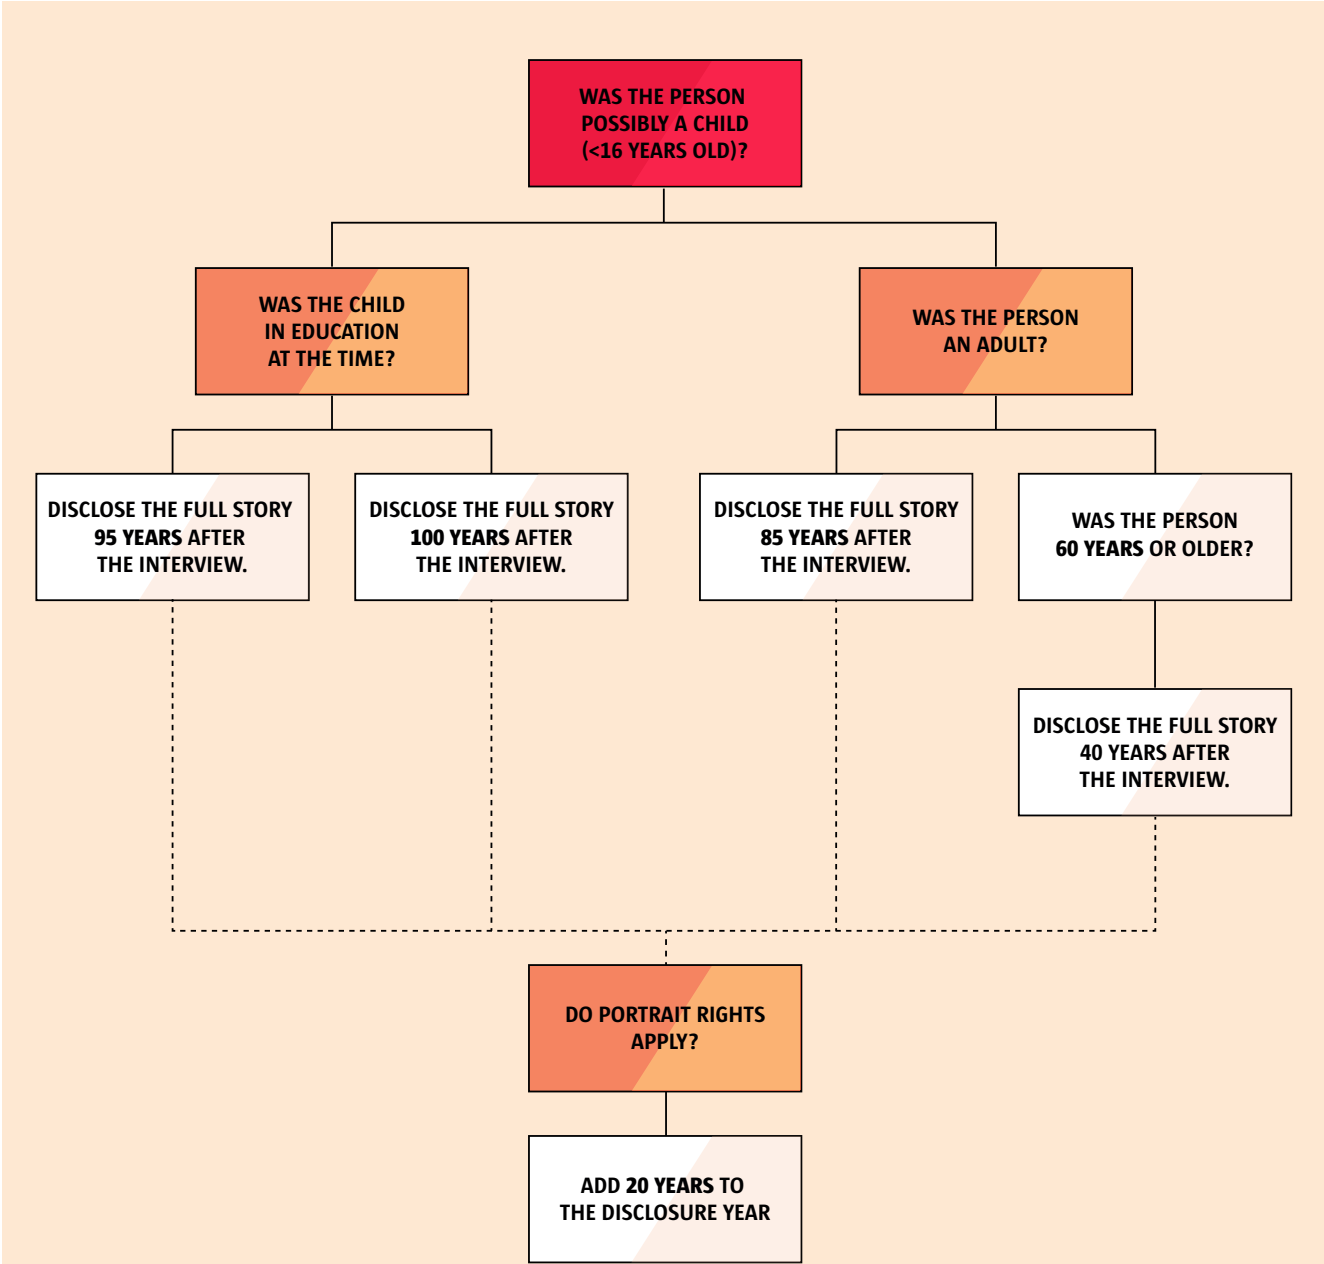 WAS THE PERSON
POSSIBLY A CHILD
(<16 YEARS OLD)?
WAS THE CHILD
IN EDUCATION
AT THE TIME?
WAS THE PERSON
AN ADULT?
DISCLOSE THE FULL STORY
95 YEARS AFTER
THE INTERVIEW.
DISCLOSE THE FULL STORY
100 YEARS AFTER
THE INTERVIEW.
DISCLOSE THE FULL STORY
85 YEARS AFTER
THE INTERVIEW.
WAS THE PERSON
60 YEARS OR OLDER?
DISCLOSE THE FULL STORY
40 YEARS AFTER
THE INTERVIEW.
DO PORTRAIT RIGHTS
APPLY?
ADD 20 YEARS TO
THE DISCLOSURE YEAR